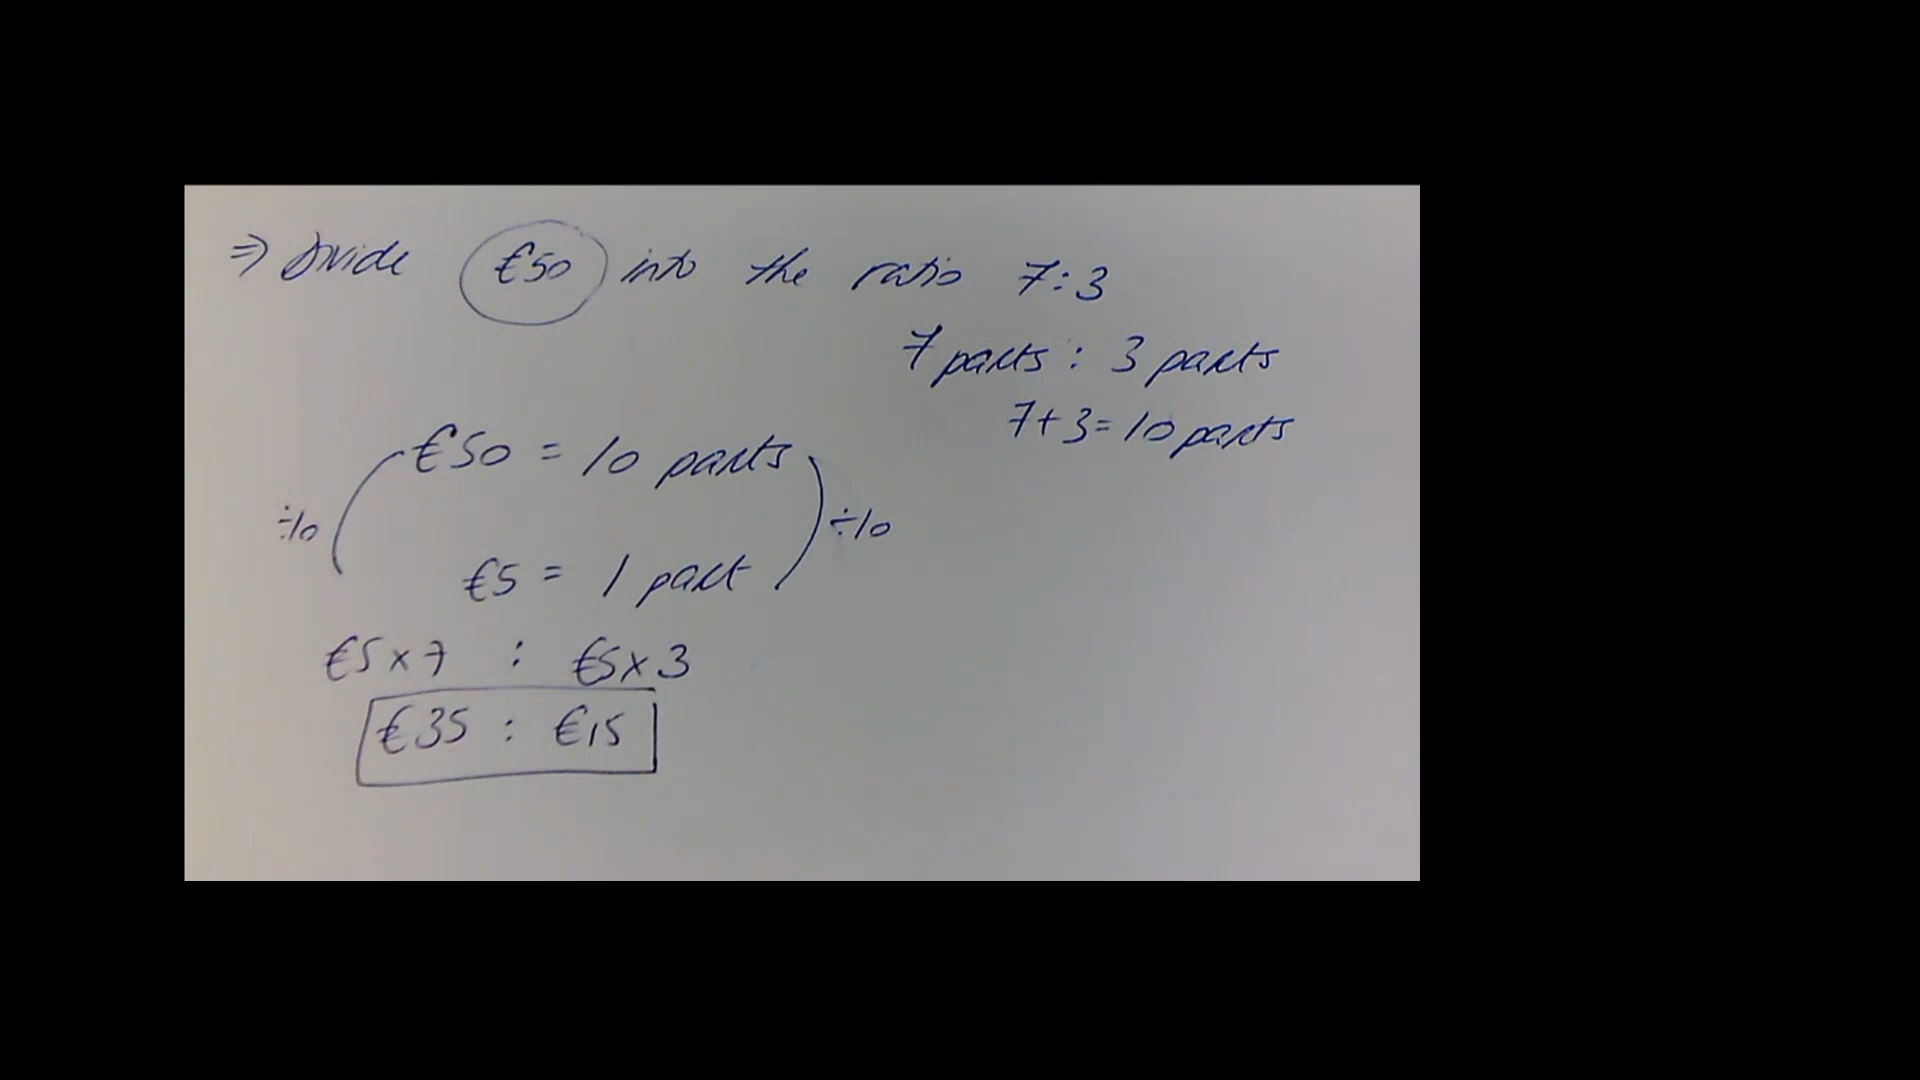 ⇒ Divide €50 into the ratio 7:3
7 parts : 3 parts
7+3=10 parts
€50 = 10 parts
÷10 ÷10
€5 = 1 part
€5×7 : €5×3
€35 : €15